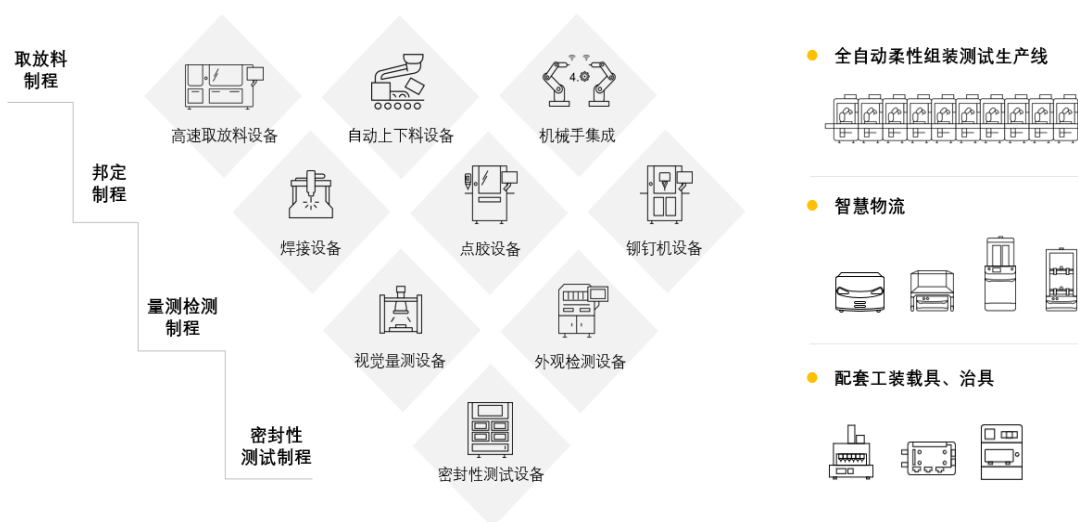 取放料
制程
高速取放料设备
自动上下料设备
4.
机械手集成
邦定
制程
焊接设备
点胶设备
铆钉机设备
量测检测
制程
视觉量测设备
外观检测设备
密封性
测试制程
密封性测试设备
全自动柔性组装测试生产线
智慧物流
配套工装载具、治具